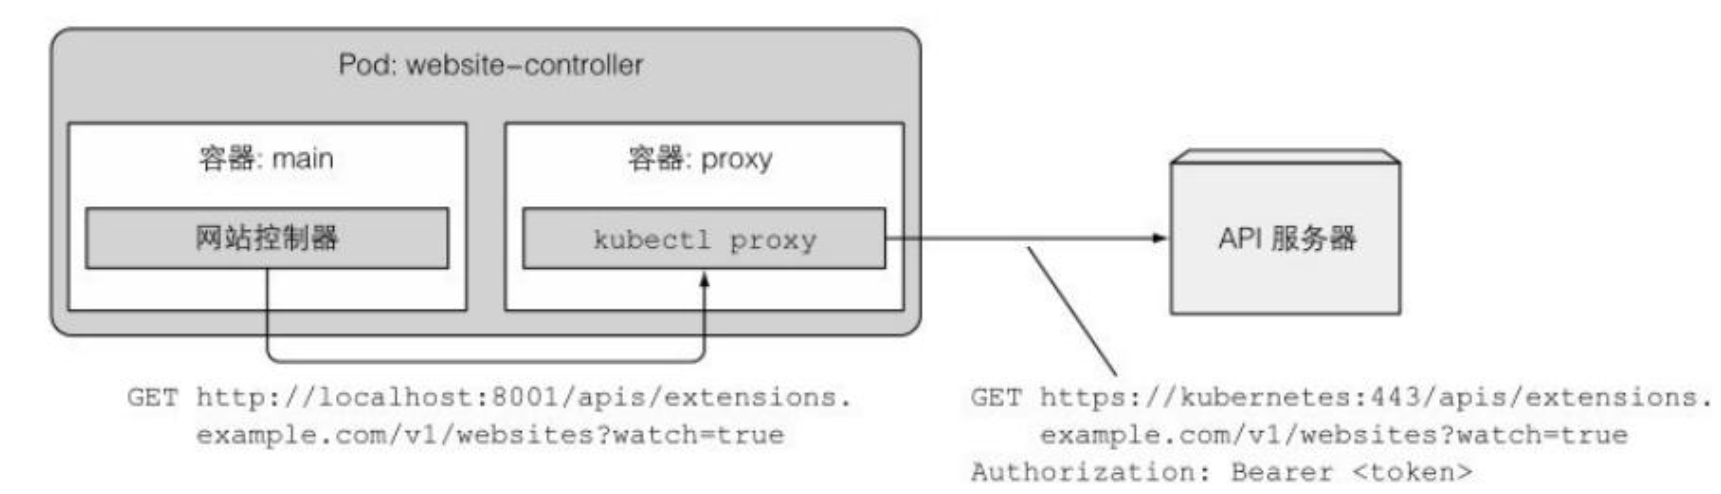 Pod: website-controller
容器: main
容器: proxy
网站控制器
kubectl proxy
API 服务器
GET http://localhost:8001/apis/extensions.
example.com/v1/websites?watch=true
GET https://kubernetes:443/apis/extensions.
example.com/v1/websites?watch=true
Authorization: Bearer <token>